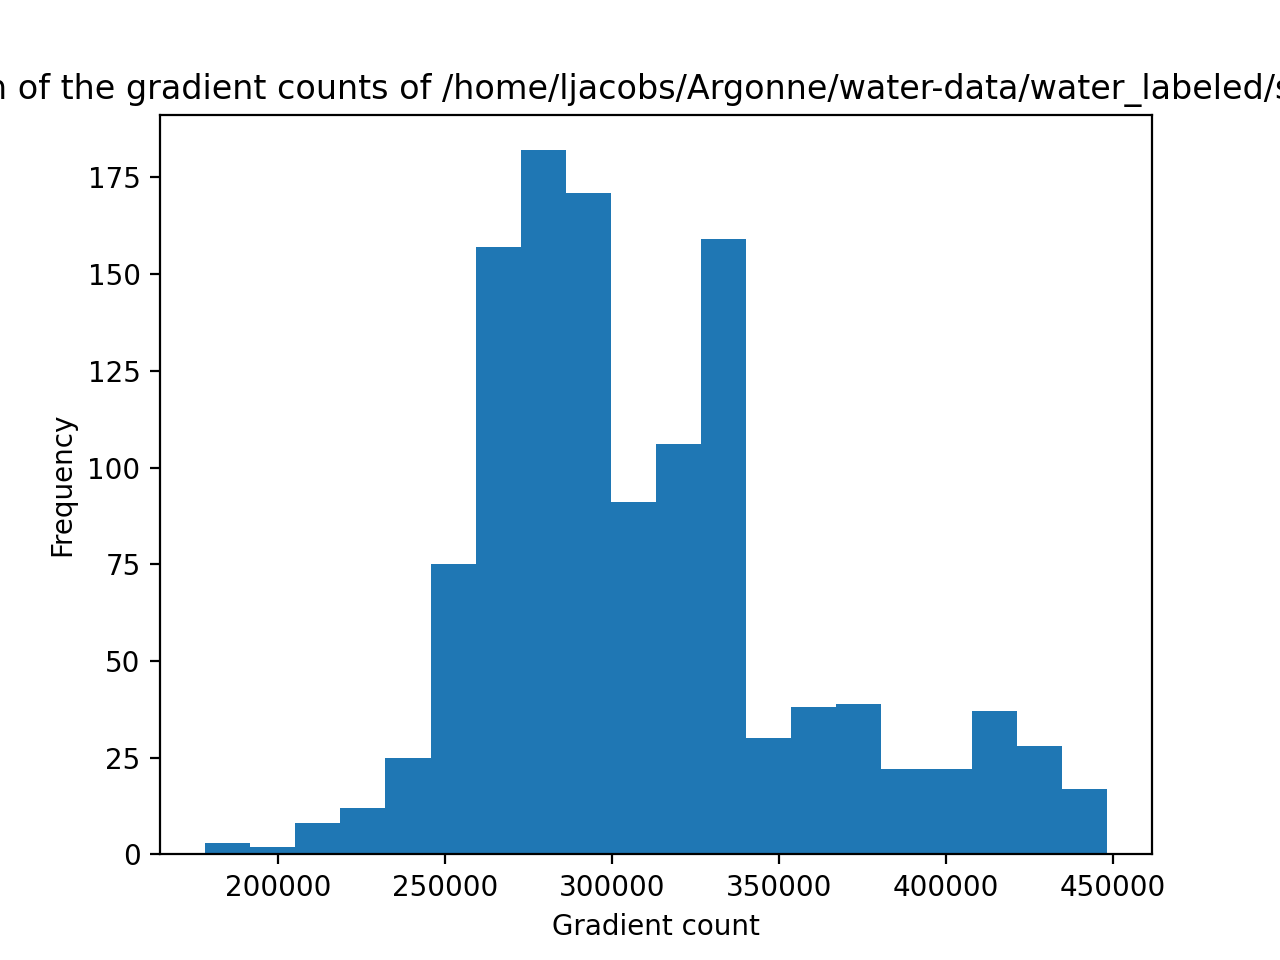 of the gradient counts of /home/ljacobs/Argonne/water-data/water_labeled/
175
150
125
100
75
50
25
0
Frequency
200000 250000 300000 350000 400000 450000
Gradient count